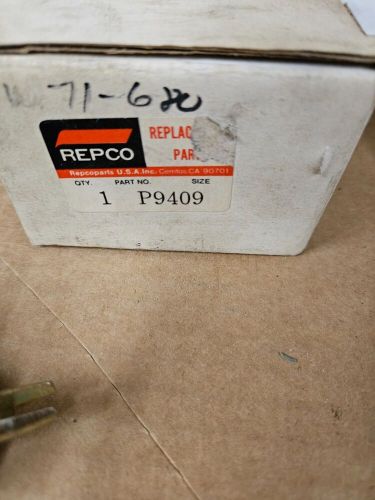 71-620
REPCO
REPLAC
PAR
Repcoparts U.S.A.Inc. Cerritos CA 90701
QTY. PART NO. SIZE
1 P9409